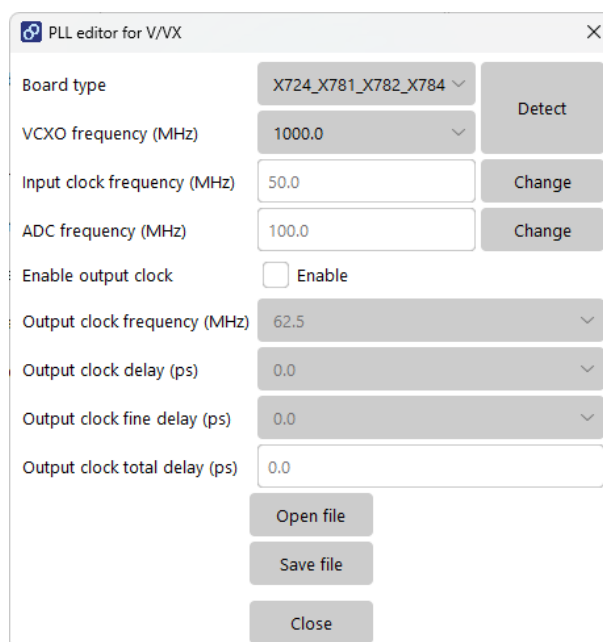 PLL editor for V/VX
Board type X724_X781_X782_X784 Detect
VCXO frequency (MHz) 1000.0
Input clock frequency (MHz) 50.0 Change
ADC frequency (MHz) 100.0 Change
Enable output clock Enable
Output clock frequency (MHz) 62.5
Output clock delay (ps) 0.0
Output clock fine delay (ps) 0.0
Output clock total delay (ps) 0.0
Open file
Save file
Close